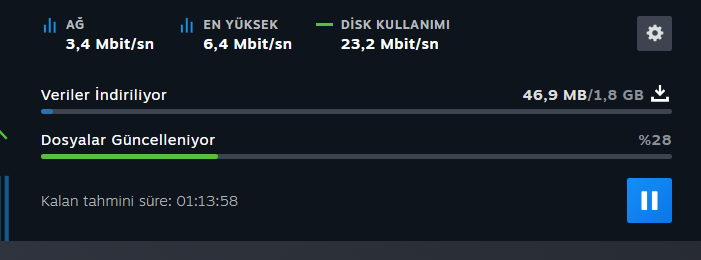 AĞ EN YÜKSEK DİSK KULLANIMI
3,4 Mbit/sn 6,4 Mbit/sn 23,2 Mbit/sn
Veriler İndiriliyor 46,9 MB/1,8 GB
Dosyalar Güncelleniyor %28
Kalan tahmini süre: 01:13:58